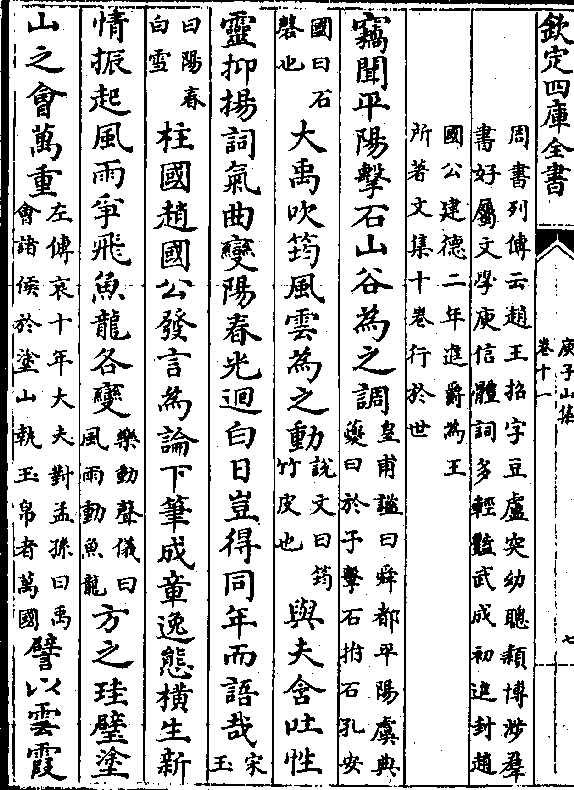 欽定四庫全書
庾子山集
卷十一
七
周書列傳云趙王招字豆盧突幼聰穎博涉羣
書好屬文學庾信體詞多輕豔武成初進封趙
國公建德二年進爵為王
所著文集十卷行於世
竊聞平陽擊石山谷為之調皇甫謐曰舜都平陽虞典
夔曰於予擊石拊石孔安
國曰石
磬也大禹吹筠風雲為之動說文曰筠
竹皮也與夫含吐性
靈抑揚詞氣曲變陽春光迴白日豈得同年而語哉宋
玉
曰陽春
白雪柱國趙國公發言為論下筆成章逸態橫生新
情振起風雨爭飛魚龍各變樂動聲儀曰
風雨動魚龍方之珪璧塗
山之會萬重左傳哀十年大夫對孟孫曰禹
會諸侯於塗山執玉帛者萬國譬以雲霞